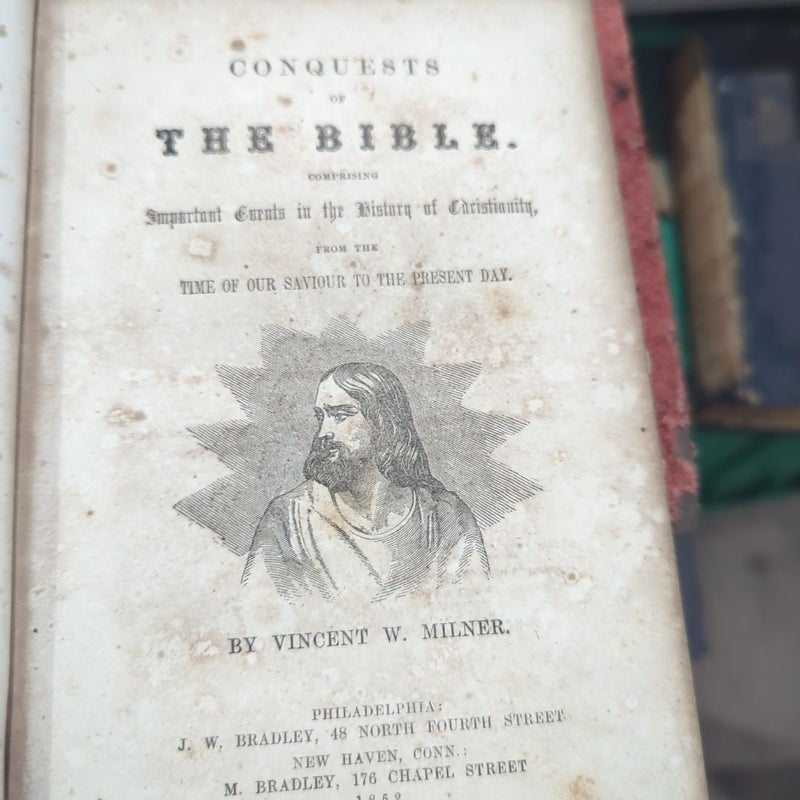 CONQUESTS
OF
THE BIBLE.
COMPRISING
Important Events in the History of Christianity,
FROM THE
TIME OF OUR SAVIOUR TO THE PRESENT DAY.
BY VINCENT W. MILNER.
PHILADELPHIA:
J. W. BRADLEY, 48 NORTH FOURTH STREET
NEW HAVEN, CONN.:
M. BRADLEY, 176 CHAPEL STREET
1852